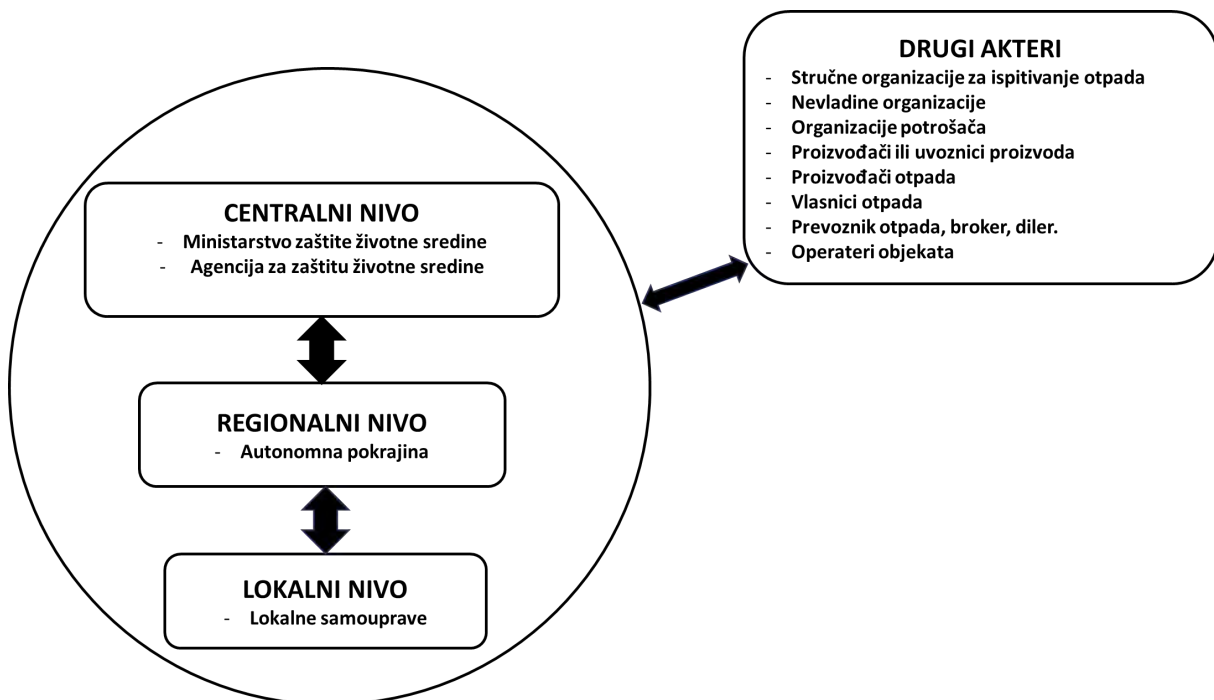 DRUGI AKTERI
- Stručne organizacije za ispitivanje otpada
- Nevladine organizacije
- Organizacije potrošača
- Proizvođači ili uvoznici proizvoda
- Proizvođači otpada
- Vlasnici otpada
- Prevoznik otpada, broker, diler.
- Operateri objekata
CENTRALNI NIVO
- Ministarstvo zaštite životne sredine
- Agencija za zaštitu životne sredine
REGIONALNI NIVO
- Autonomna pokrajina
LOKALNI NIVO
- Lokalne samouprave